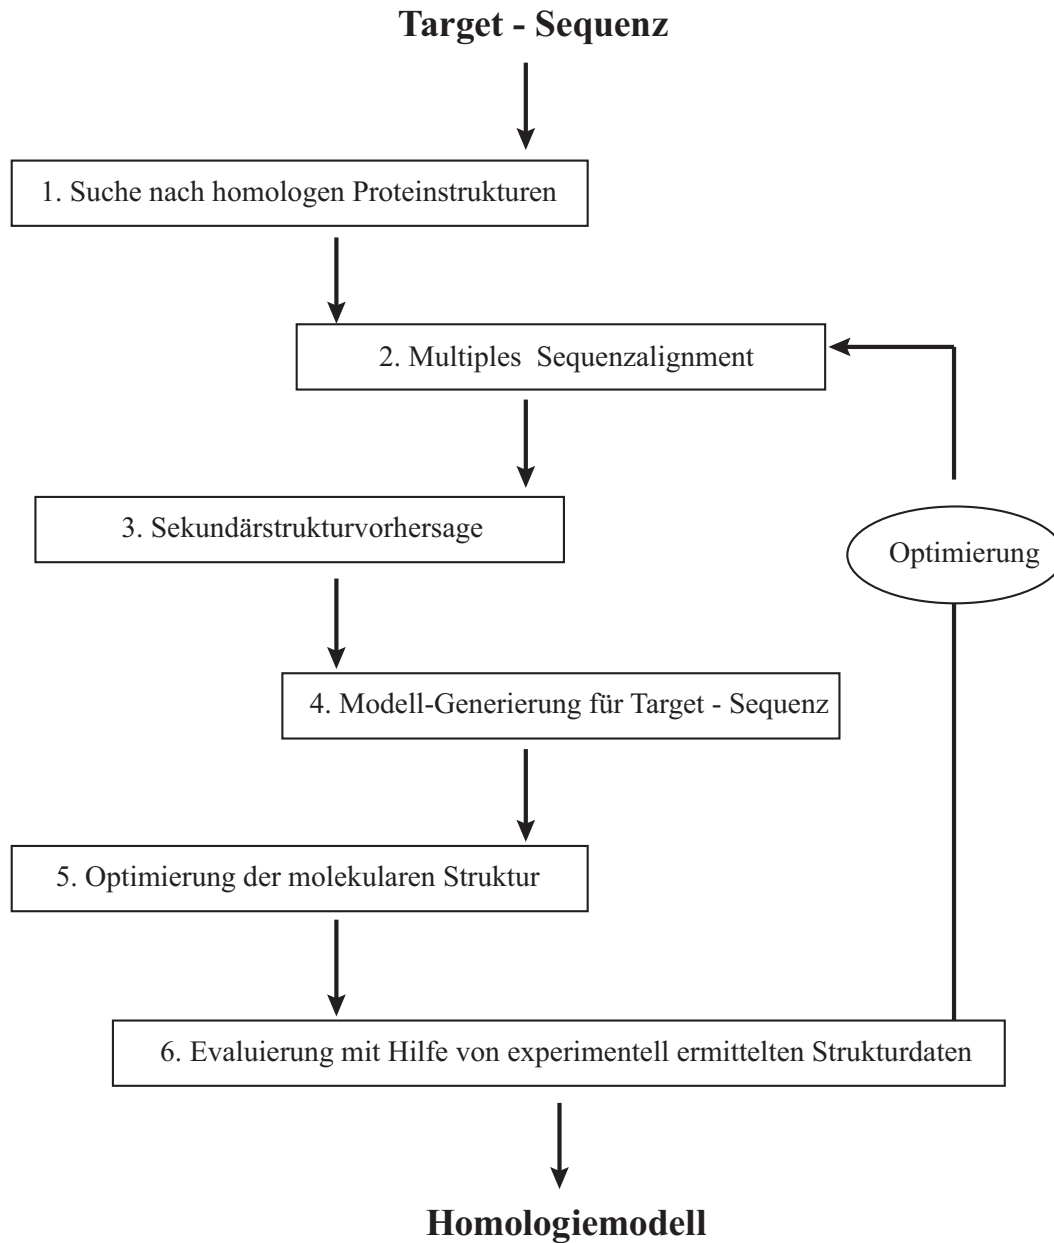 Target - Sequenz
1. Suche nach homologen Proteinstrukturen
2. Multiples Sequenzalignment
3. Sekundärstrukturvorhersage
Optimierung
4. Modell-Generierung für Target - Sequenz
5. Optimierung der molekularen Struktur
6. Evaluierung mit Hilfe von experimentell ermittelten Strukturdaten
Homologiemodell